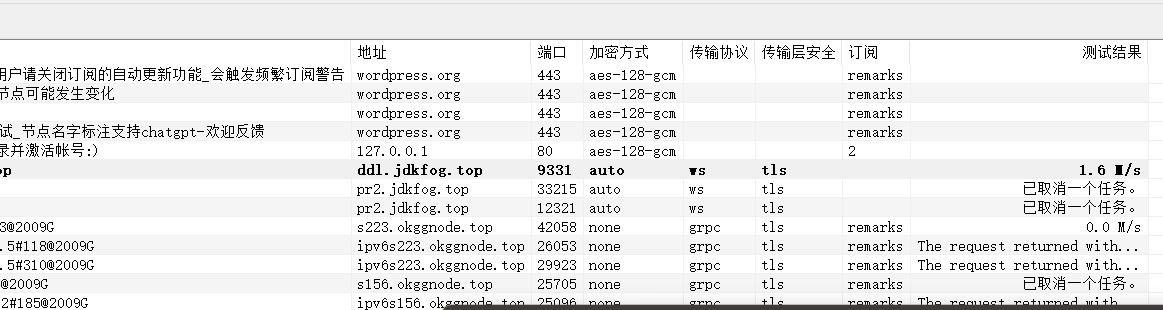 地址 端口 加密方式 传输协议 传输层安全 订阅 测试结果
用户请关闭订阅的自动更新功能_会触发频繁订阅警告 wordpress.org 443 aes-128-gcm remarks
节点可能发生变化 wordpress.org 443 aes-128-gcm remarks
wordpress.org 443 aes-128-gcm remarks
试_节点名字标注支持chatgpt-欢迎反馈 wordpress.org 443 aes-128-gcm remarks
录并激活帐号:) 127.0.0.1 80 aes-128-gcm 2
op ddl.jdkfog.top 9331 auto ws tls 1.6 M/s
pr2.jdkfog.top 33215 auto ws tls 已取消一个任务。
pr2.jdkfog.top 12321 auto ws tls 已取消一个任务。
3@2009G s223.okggnode.top 42058 none grpc tls remarks 0.0 M/s
.5#118@2009G ipv6s223.okggnode.top 26053 none grpc tls remarks The request returned with...
.5#310@2009G ipv6s223.okggnode.top 29923 none grpc tls remarks The request returned with...
@2009G s156.okggnode.top 25705 none grpc tls remarks 已取消一个任务。
2#185@2009G ipv6s156.okggnode.top 25096 none grpc tls remarks The request returned with...